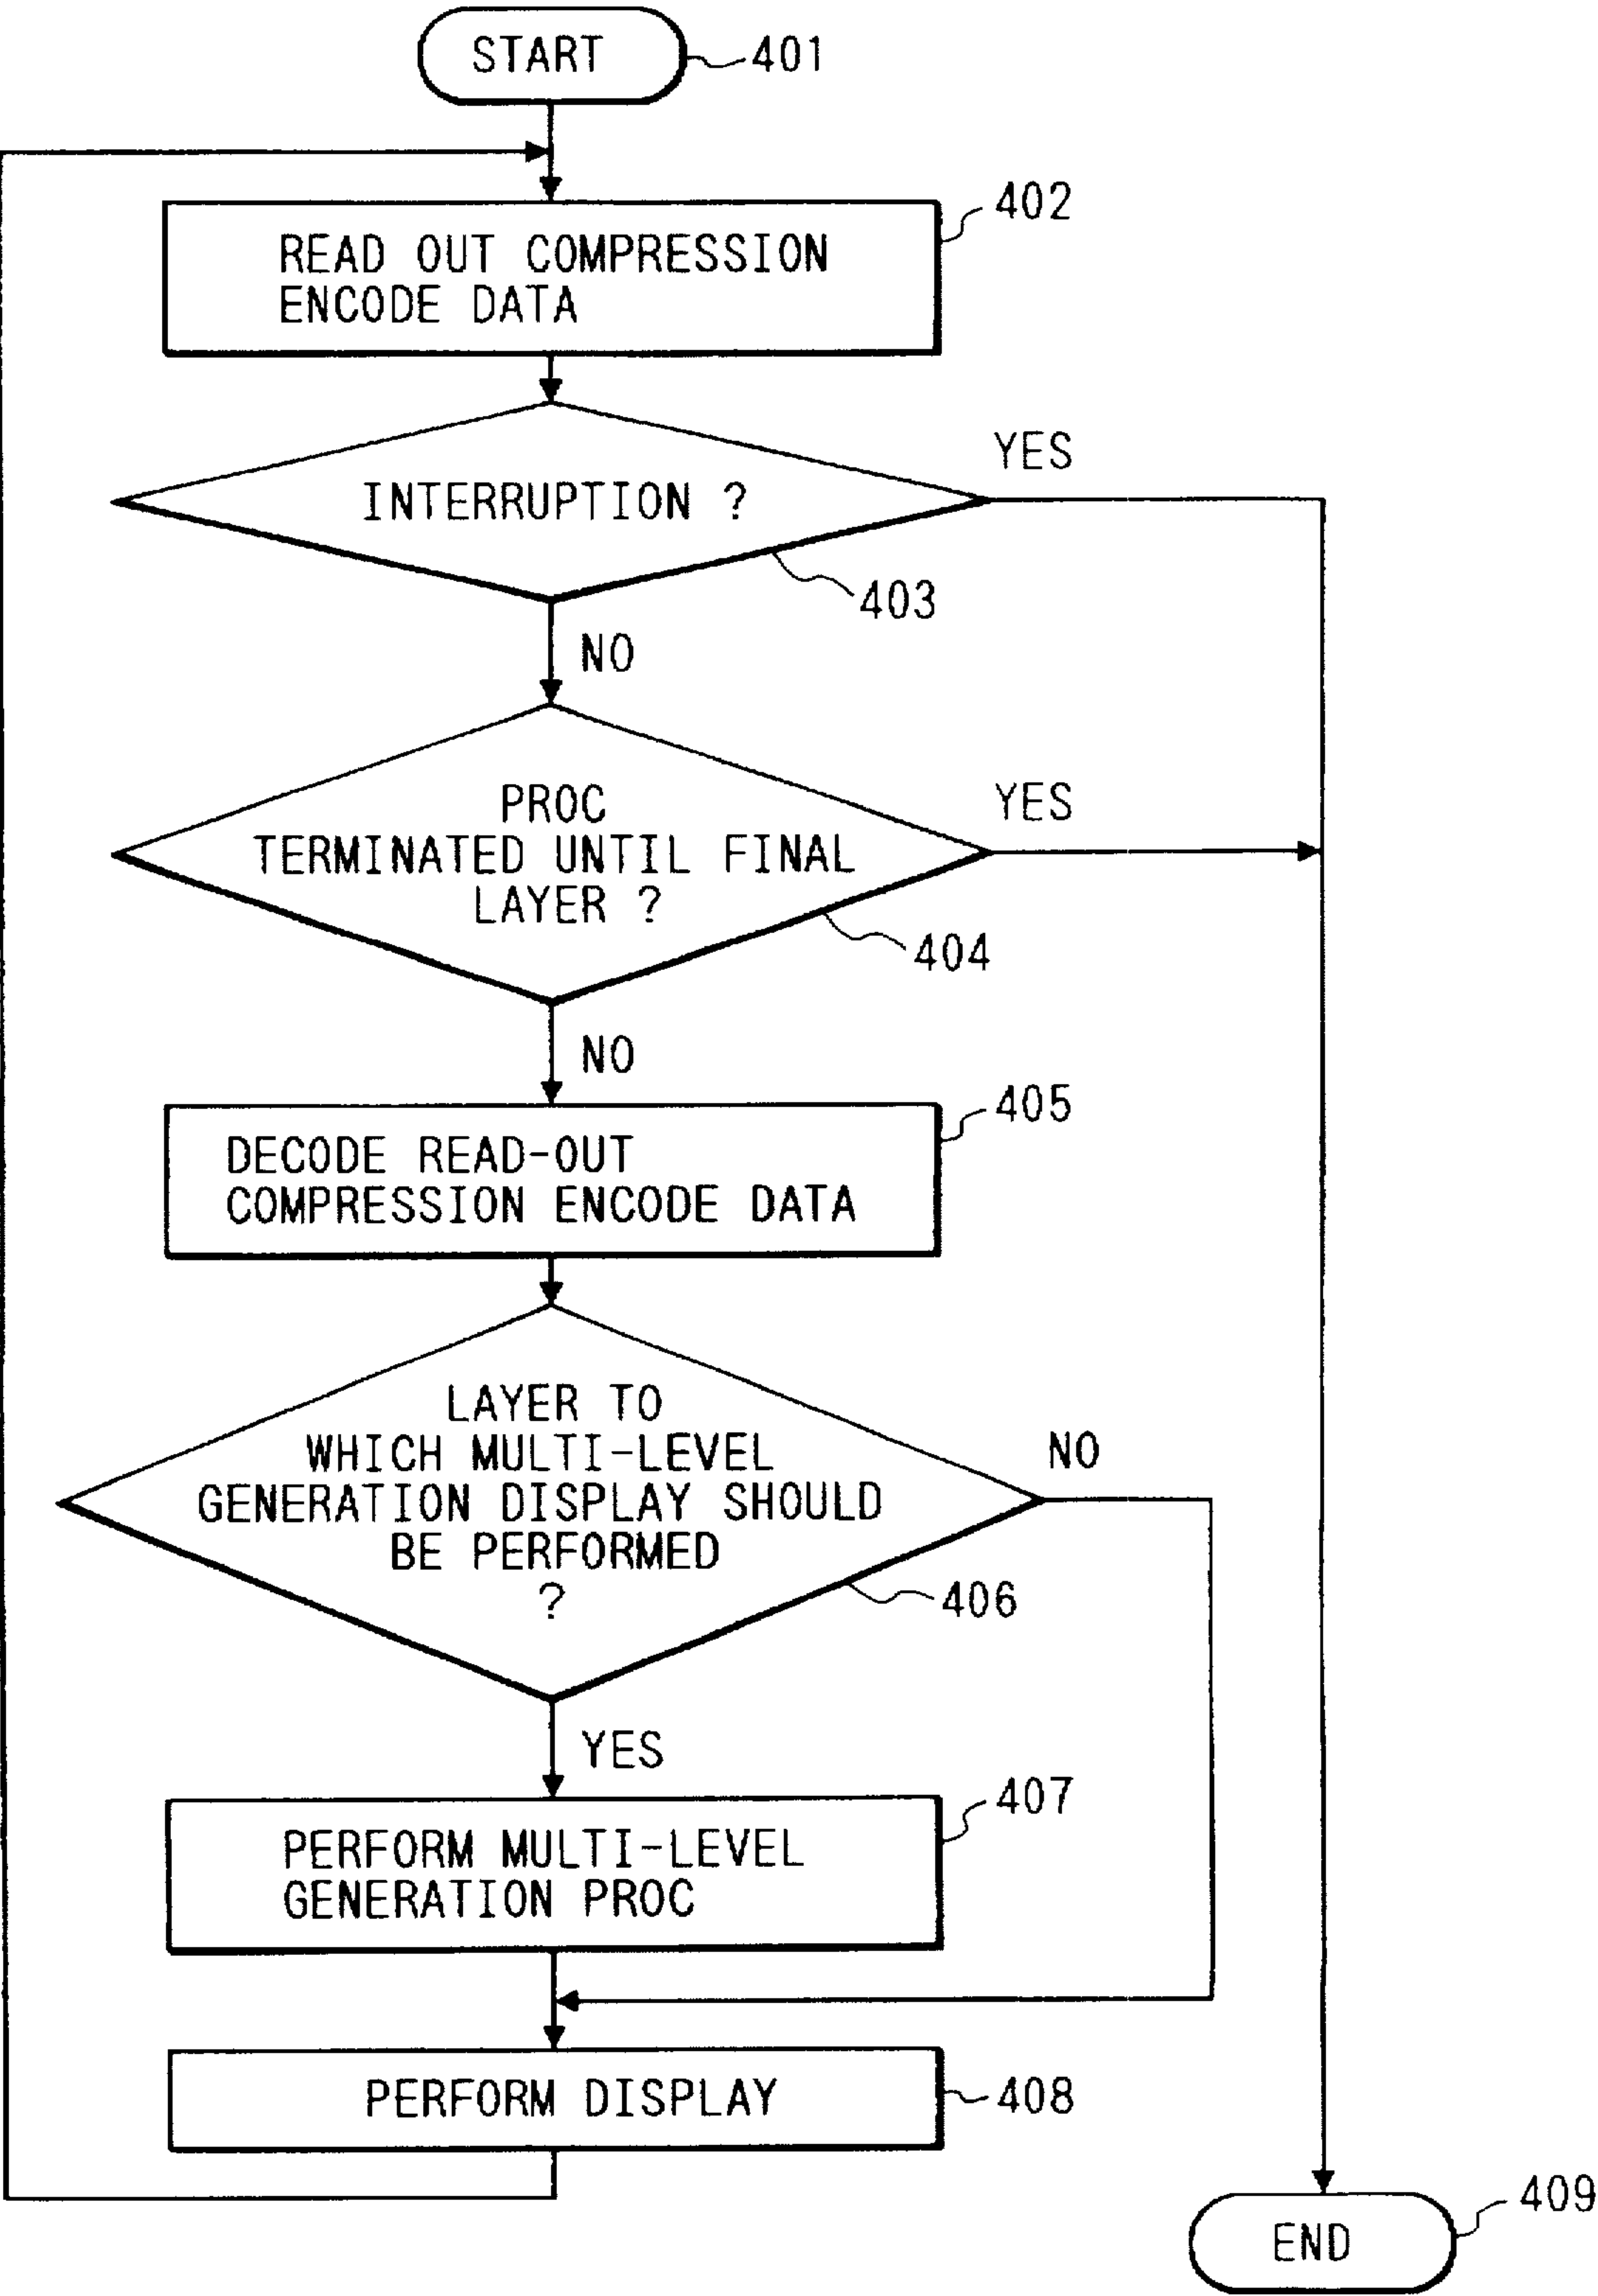 START
401
402
READ OUT COMPRESSION
ENCODE DATA
YES
INTERRUPTION ?
403
NO
PROC
YES
TERMINATED UNTIL FINAL
LAYER ?
404
NO
405
DECODE READ-OUT
COMPRESSION ENCODE DATA
LAYER TO
WHICH MULTI-LEVEL
NO
GENERATION DISPLAY SHOULD
BE PERFORMED
?
406
YES
407
PERFORM MULTI-LEVEL
GENERATION PROC
PERFORM DISPLAY
408
409
END